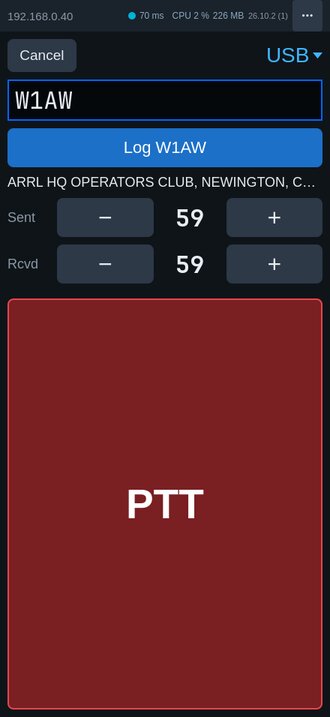 192.168.0.40 70 ms CPU 2 % 226 MB 26.10.2 (1) ···
Cancel USB
W1AW
Log W1AW
ARRL HQ OPERATORS CLUB, NEWINGTON, C…
Sent − 59 +
Rcvd − 59 +
PTT